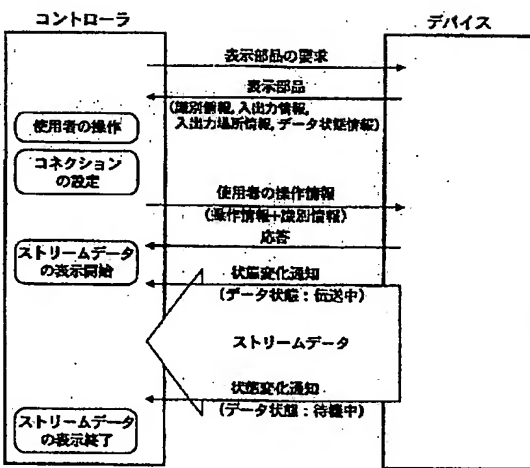 コントローラ
デバイス
表示部品の要求
表示部品
(識別情報,入出力情報,
入出力場所情報,データ状態情報)
使用者の操作
コネクション
の設定
使用者の操作情報
(操作情報+識別情報)
応答
ストリームデータ
の表示開始
状態変化通知
(データ状態:伝送中)
ストリームデータ
状態変化通知
(データ状態:待機中)
ストリームデータ
の表示終了